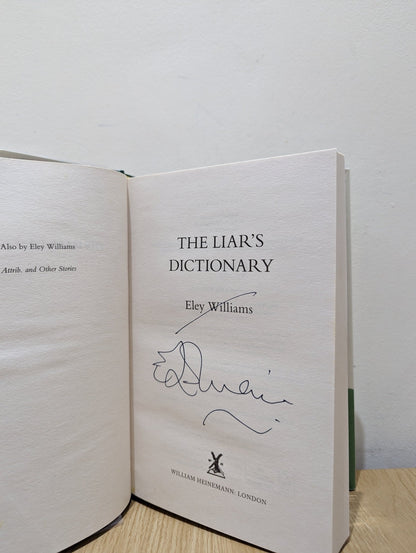 Also by Eley Williams
Attrib. and Other Stories
THE LIAR'S
DICTIONARY
Eley Williams
WILLIAM HEINEMANN: LONDON